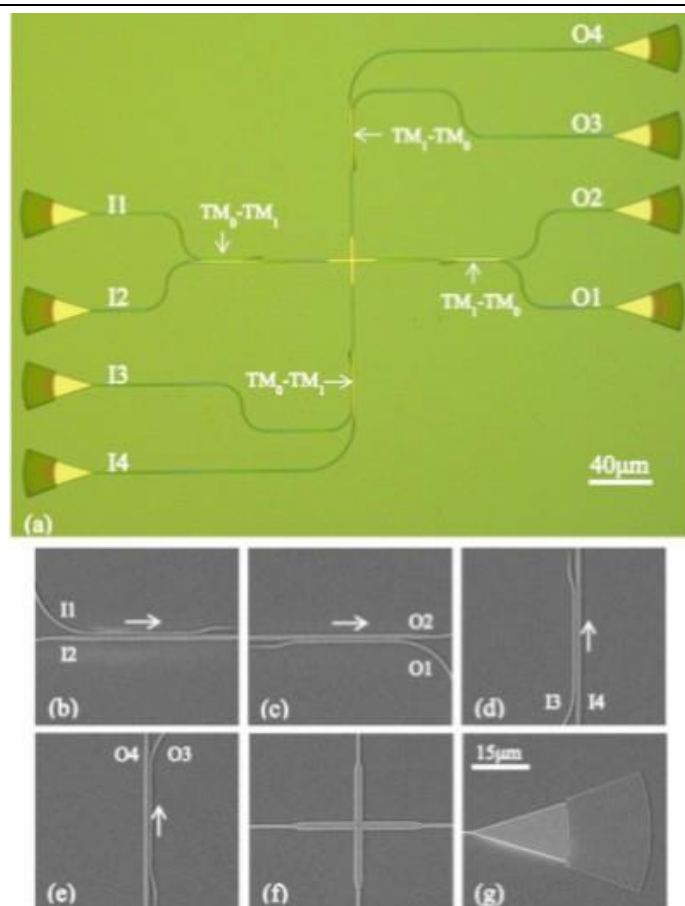 O4
O3
TM₁-TM₀
I1
TM₀-TM₁
O2
I2
TM₁-TM₀
O1
I3
TM₀-TM₁
I4
40μm
(a)
I1
I2
(b)
O2
O1
(c)
I3 I4
(d)
O4 O3
(e)
(f)
15μm
(g)